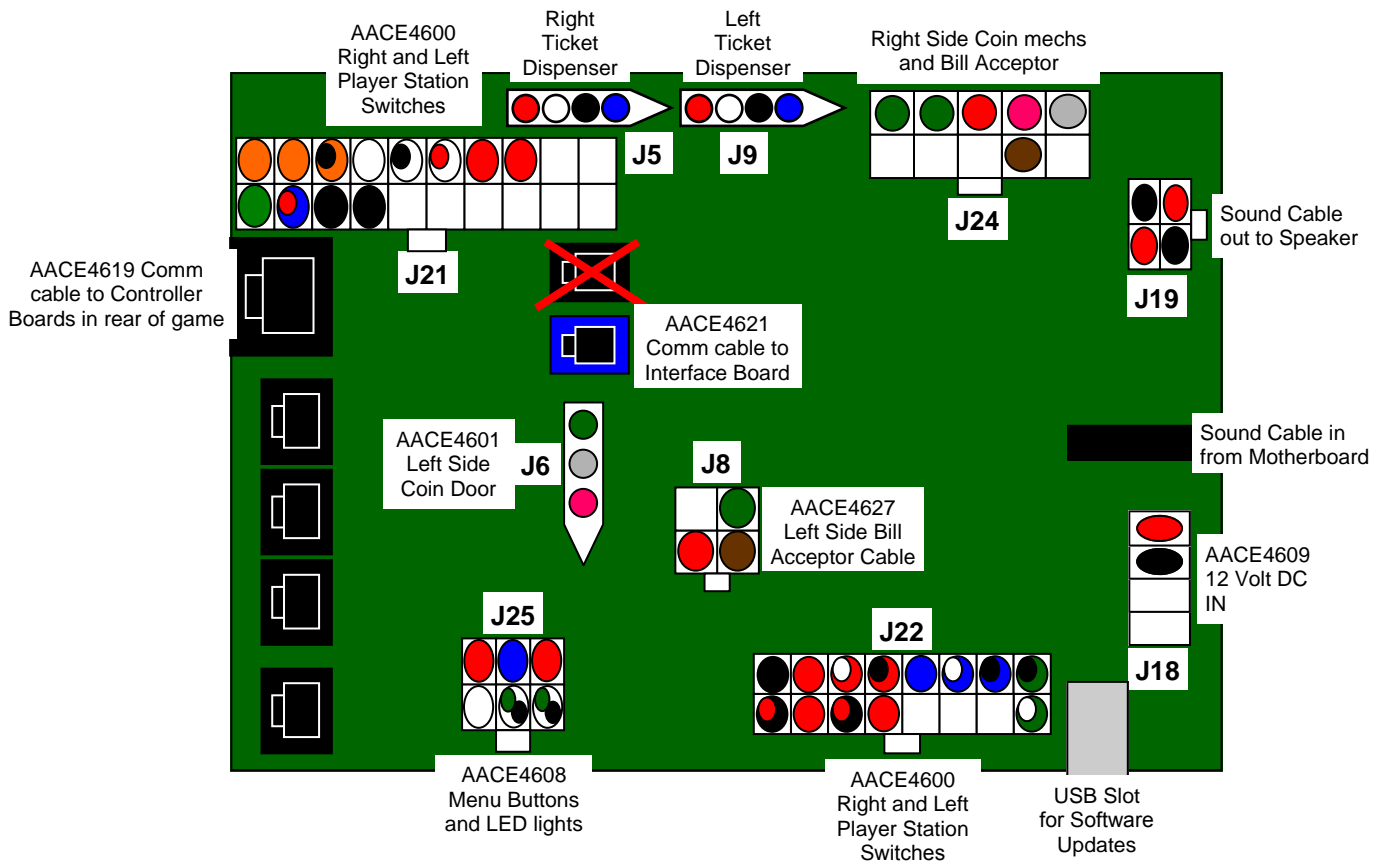 AACE4600
Right and Left
Player Station
Switches
Right
Ticket
Dispenser
Left
Ticket
Dispenser
Right Side Coin mechs
and Bill Acceptor
J5
J9
J24
J21
Sound Cable
out to Speaker
J19
AACE4619 Comm
cable to Controller
Boards in rear of game
AACE4621
Comm cable to
Interface Board
AACE4601
Left Side
Coin Door
J6
J8
AACE4627
Left Side Bill
Acceptor Cable
Sound Cable in
from Motherboard
AACE4609
12 Volt DC
IN
J18
J25
J22
AACE4608
Menu Buttons
and LED lights
AACE4600
Right and Left
Player Station
Switches
USB Slot
for Software
Updates